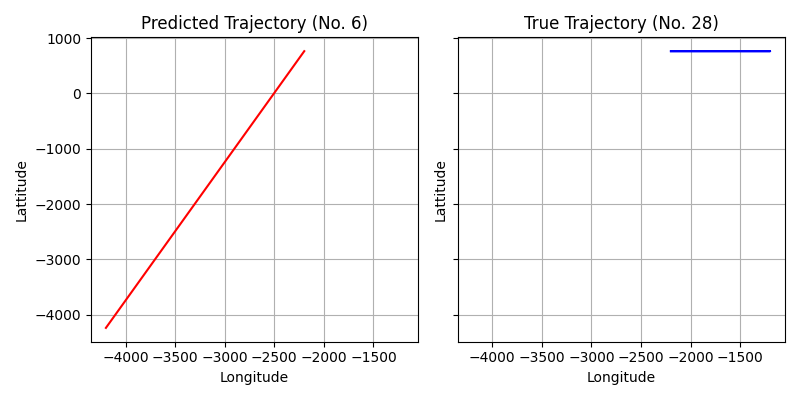 Predicted Trajectory (No. 6)
1000
0
−1000
−2000
−3000
−4000
Lattitude
−4000 −3500 −3000 −2500 −2000 −1500
Longitude
True Trajectory (No. 28)
Lattitude
−4000 −3500 −3000 −2500 −2000 −1500
Longitude